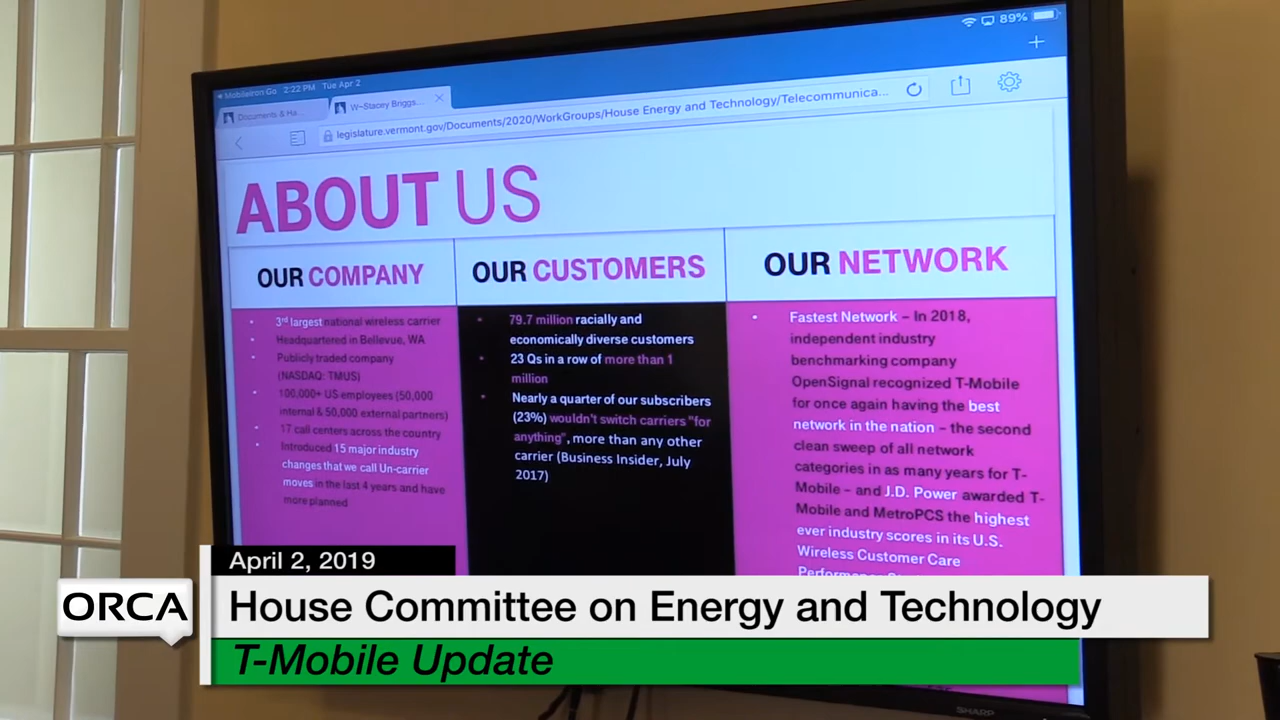 89%
MobileIron Go 2:22 PM Tue Apr 2
Documents & Ha...
W~Stacey Briggs...
legislature.vermont.gov/Documents/2020/WorkGroups/House Energy and Technology/Telecommunica...
ABOUT US
OUR COMPANY
3rd largest national wireless carrier
Headquartered in Bellevue, WA
Publicly traded company
(NASDAQ: TMUS)
100,000+ US employees (50,000
internal & 50,000 external partners)
17 call centers across the country
Introduced 15 major industry
changes that we call Un-carrier
moves in the last 4 years and have
more planned
OUR CUSTOMERS
79.7 million racially and
economically diverse customers
23 Qs in a row of more than 1
million
Nearly a quarter of our subscribers
(23%) wouldn't switch carriers "for
anything", more than any other
carrier (Business Insider, July
2017)
OUR NETWORK
Fastest Network – In 2018,
independent industry
benchmarking company
OpenSignal recognized T-Mobile
for once again having the best
network in the nation – the second
clean sweep of all network
categories in as many years for T-
Mobile – and J.D. Power awarded T-
Mobile and MetroPCS the highest
ever industry scores in its U.S.
Wireless Customer Care
April 2, 2019
ORCA
House Committee on Energy and Technology
T-Mobile Update
SHARP